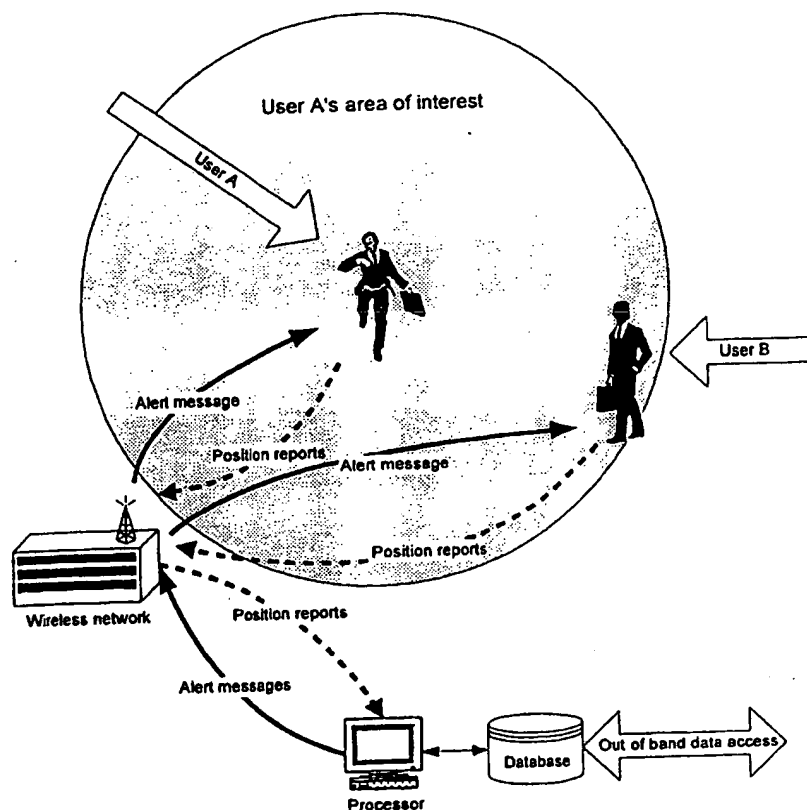 User A's area of interest
User A
User B
Alert message
Position reports
Alert message
Position reports
Wireless network
Position reports
Alert messages
Database
Out of band data access
Processor